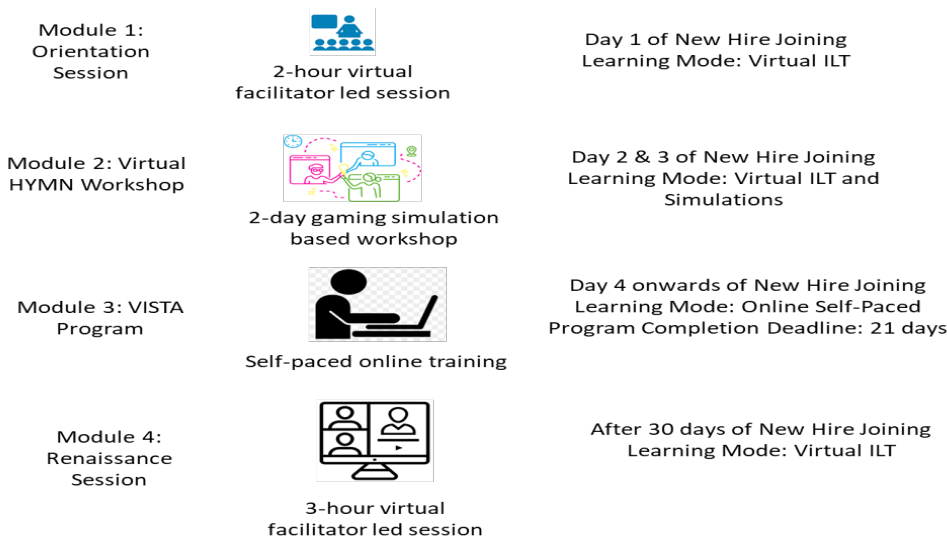 Module 1:
Orientation
Session
2-hour virtual
facilitator led session
Day 1 of New Hire Joining
Learning Mode: Virtual ILT
Module 2: Virtual
HYMN Workshop
2-day gaming simulation
based workshop
Day 2 & 3 of New Hire Joining
Learning Mode: Virtual ILT and
Simulations
Module 3: VISTA
Program
Self-paced online training
Day 4 onwards of New Hire Joining
Learning Mode: Online Self-Paced
Program Completion Deadline: 21 days
Module 4:
Renaissance
Session
3-hour virtual
facilitator led session
After 30 days of New Hire Joining
Learning Mode: Virtual ILT